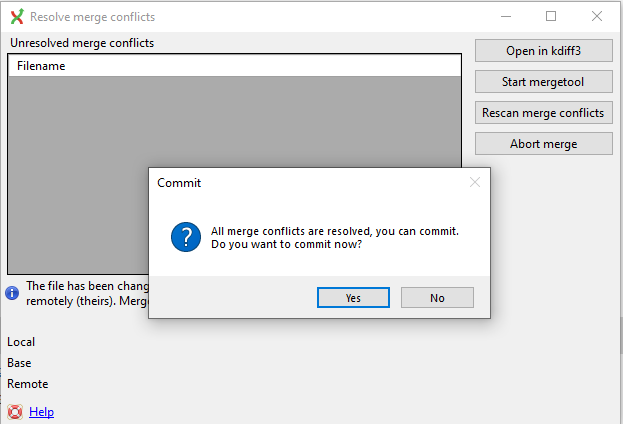 Resolve merge conflicts
Unresolved merge conflicts
Filename
Open in kdiff3
Start mergetool
Rescan merge conflicts
Abort merge
Commit
All merge conflicts are resolved, you can commit.
Do you want to commit now?
Yes
No
The file has been chang
remotely (theirs). Merg
Local
Base
Remote
Help